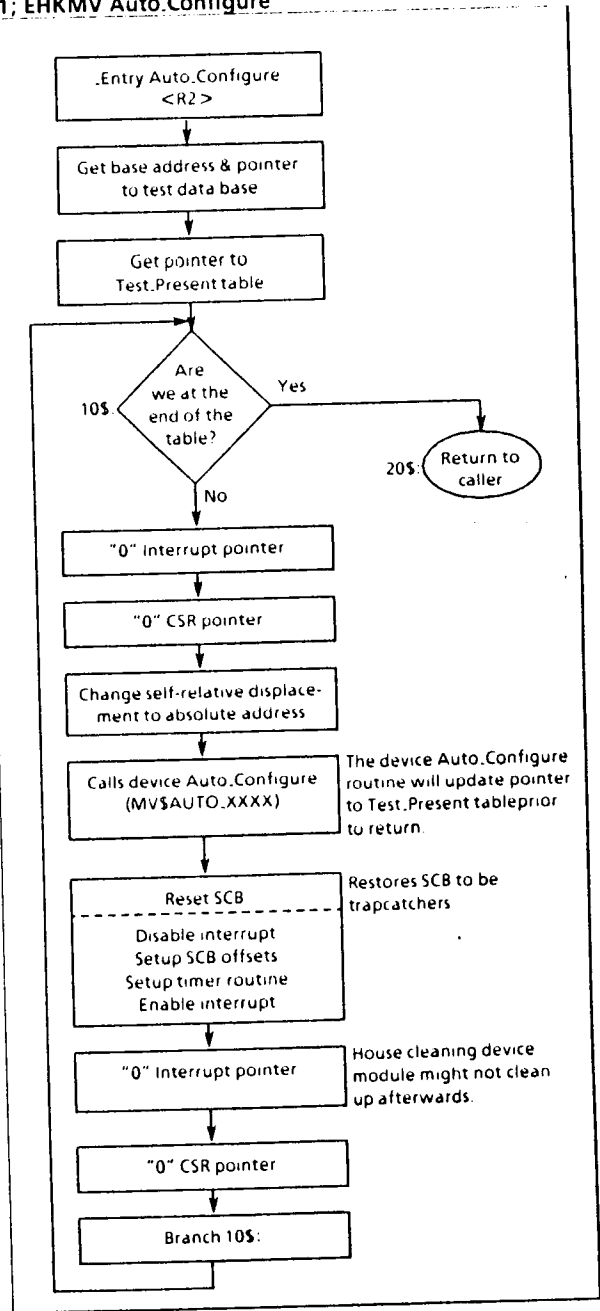 1; EHKMV Auto.Configure
.Entry Auto.Configure
<R2>
Get base address & pointer
to test data base
Get pointer to
Test.Present table
10$:
Are
we at the
end of the
table?
Yes
20$:
Return to
caller
No
"0" Interrupt pointer
"0" CSR pointer
Change self-relative displace-
ment to absolute address
Calls device Auto.Configure
(MV$AUTO.XXXX)
The device Auto.Configure
routine will update pointer
to Test.Present tableprior
to return.
Reset SCB
Disable interrupt
Setup SCB offsets
Setup timer routine
Enable interrupt
Restores SCB to be
trapcatchers
"0" Interrupt pointer
House cleaning device
module might not clean
up afterwards.
"0" CSR pointer
Branch 10$: